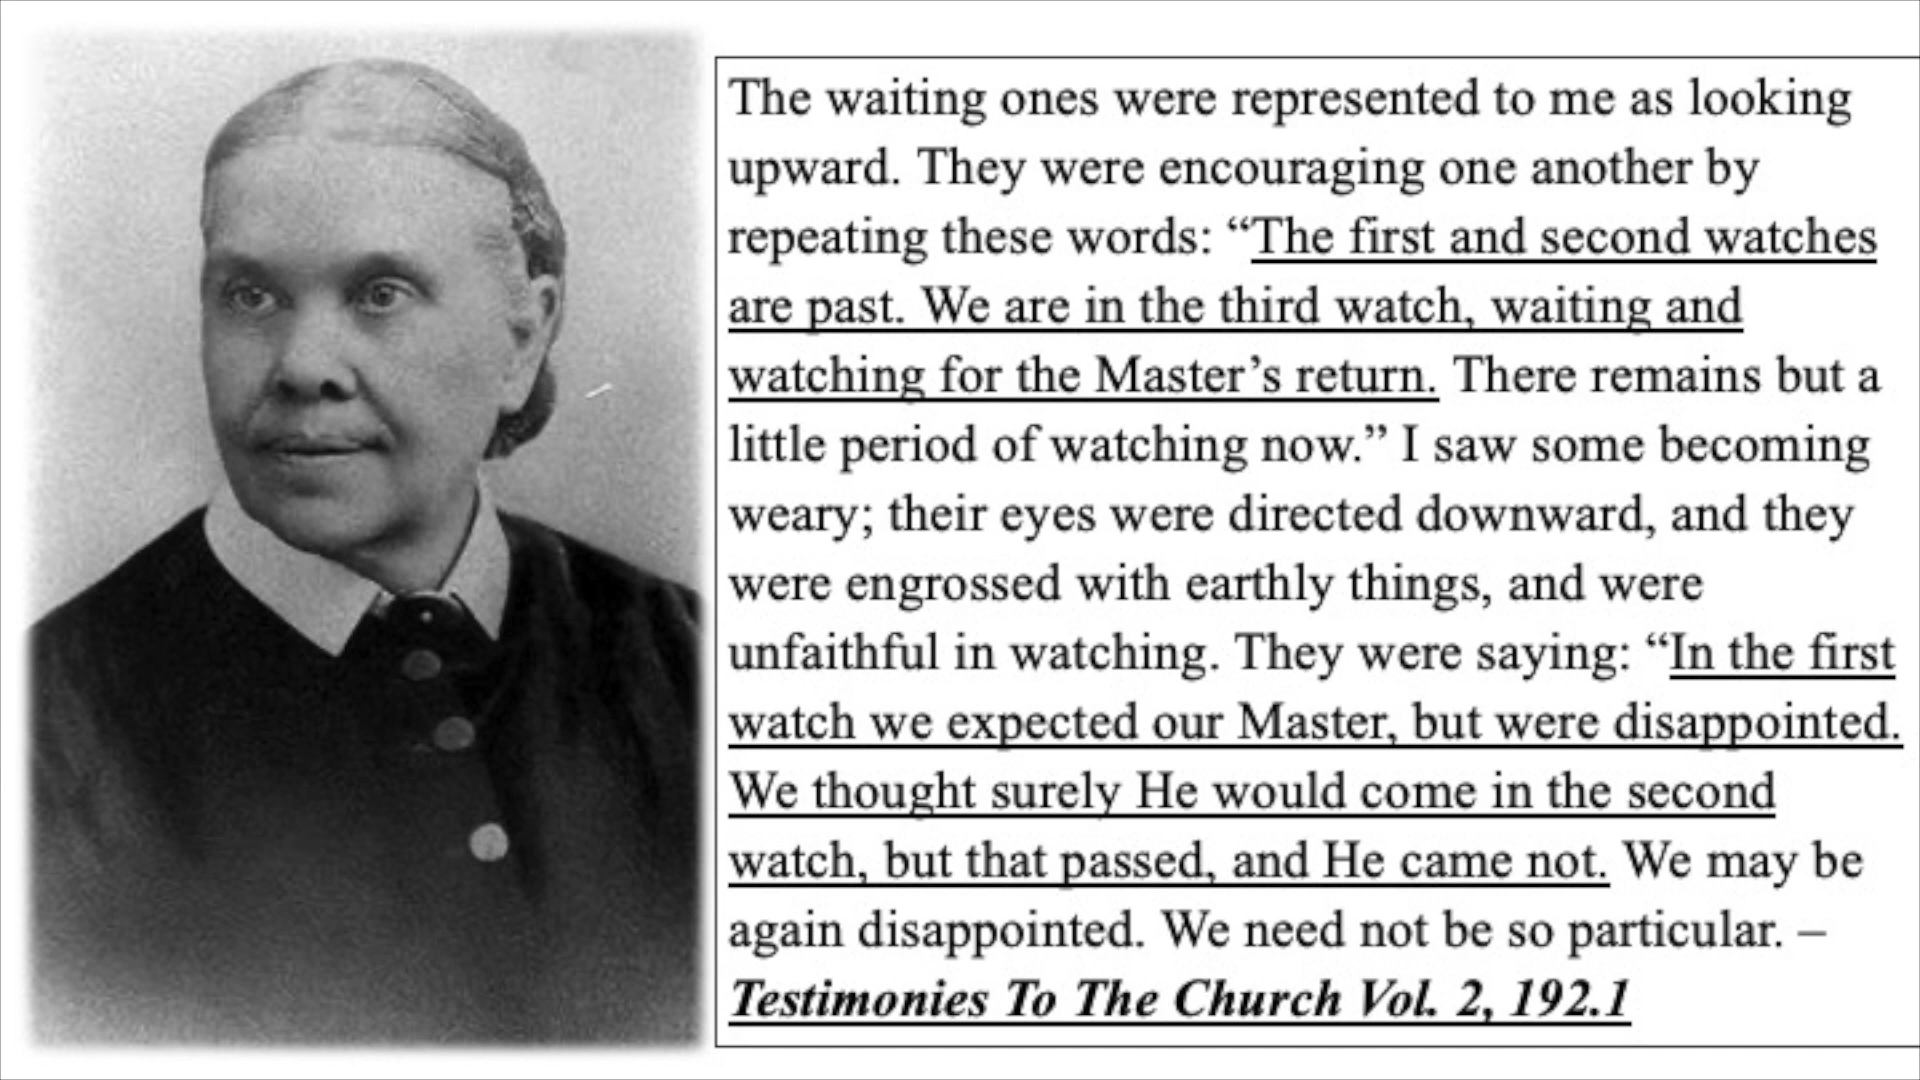 The waiting ones were represented to me as looking
upward. They were encouraging one another by
repeating these words: “The first and second watches
are past. We are in the third watch, waiting and
watching for the Master’s return. There remains but a
little period of watching now.” I saw some becoming
weary; their eyes were directed downward, and they
were engrossed with earthly things, and were
unfaithful in watching. They were saying: “In the first
watch we expected our Master, but were disappointed.
We thought surely He would come in the second
watch, but that passed, and He came not. We may be
again disappointed. We need not be so particular. –
Testimonies To The Church Vol. 2, 192.1